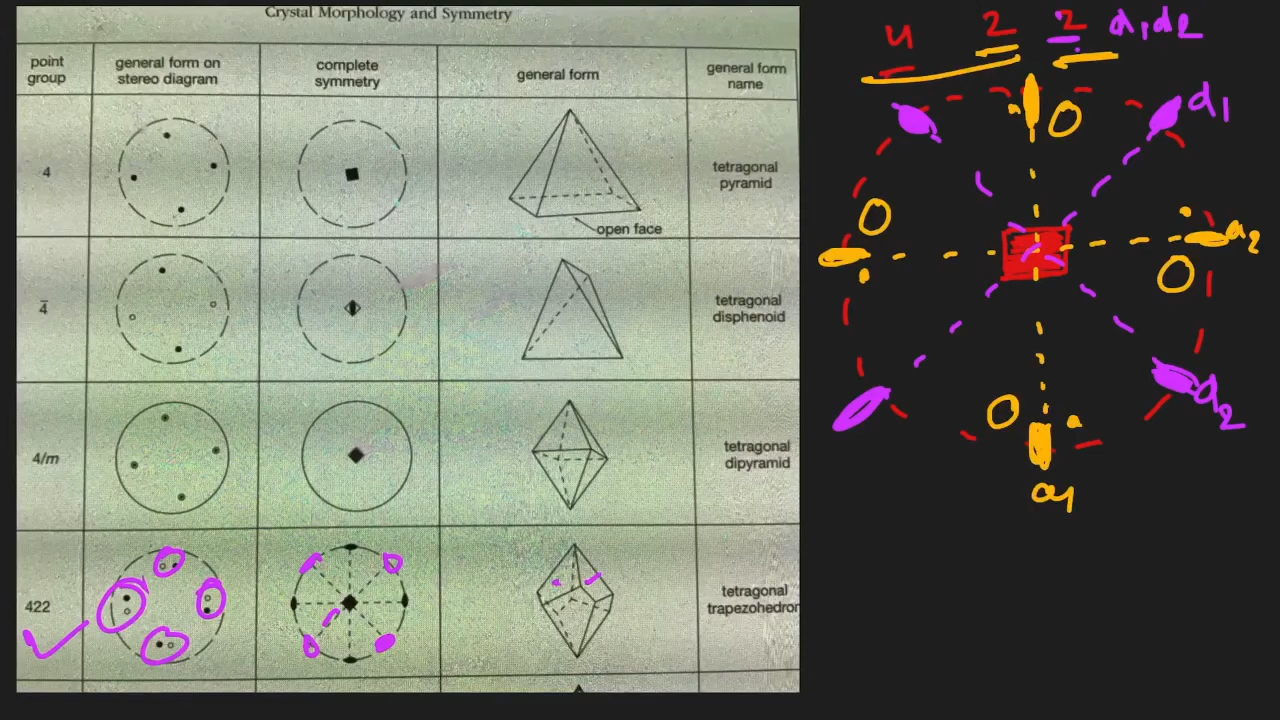 Crystal Morphology and Symmetry
point group
general form on stereo diagram
complete symmetry
general form
general form name
4
tetragonal pyramid
open face
4̄
tetragonal disphenoid
4/m
tetragonal dipyramid
422
tetragonal trapezohedron
4 2 2 d1d2
d1
a2
d2
a1